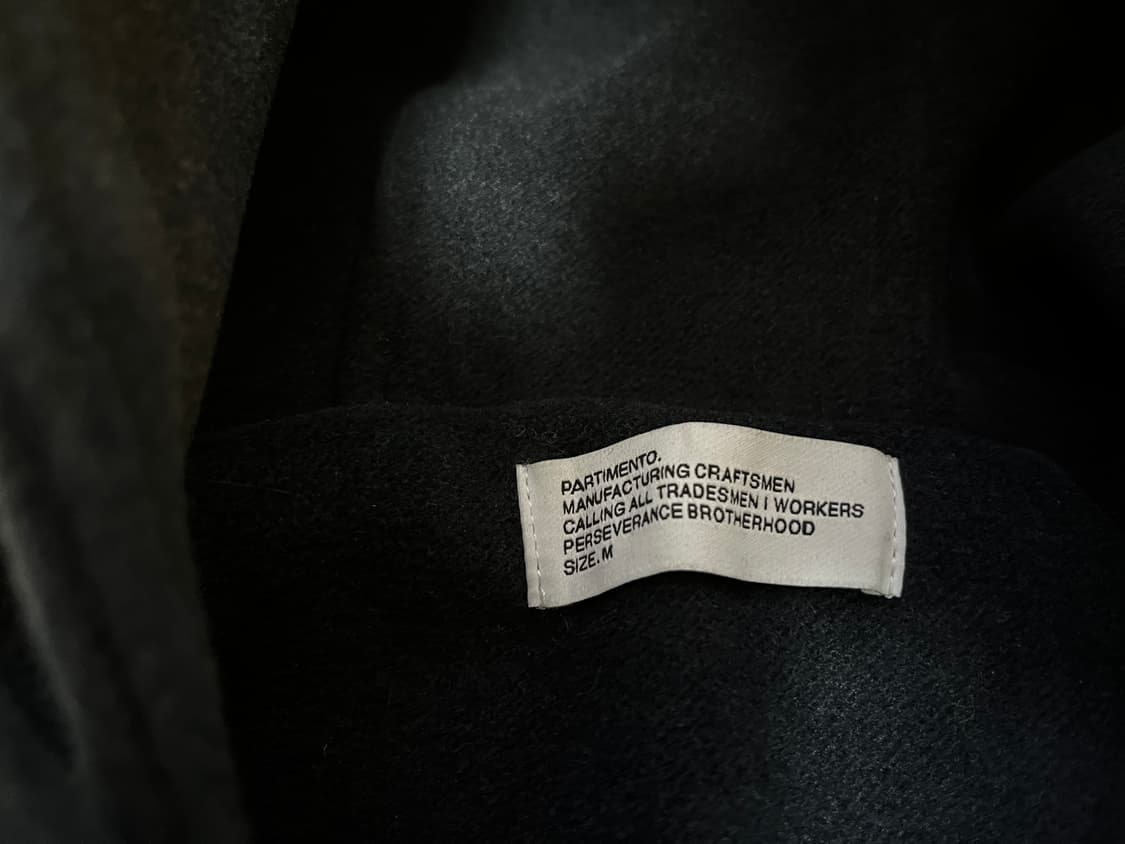 PARTIMENTO.
MANUFACTURING CRAFTSMEN
CALLING ALL TRADESMEN I WORKERS
PERSEVERANCE BROTHERHOOD
SIZE.M